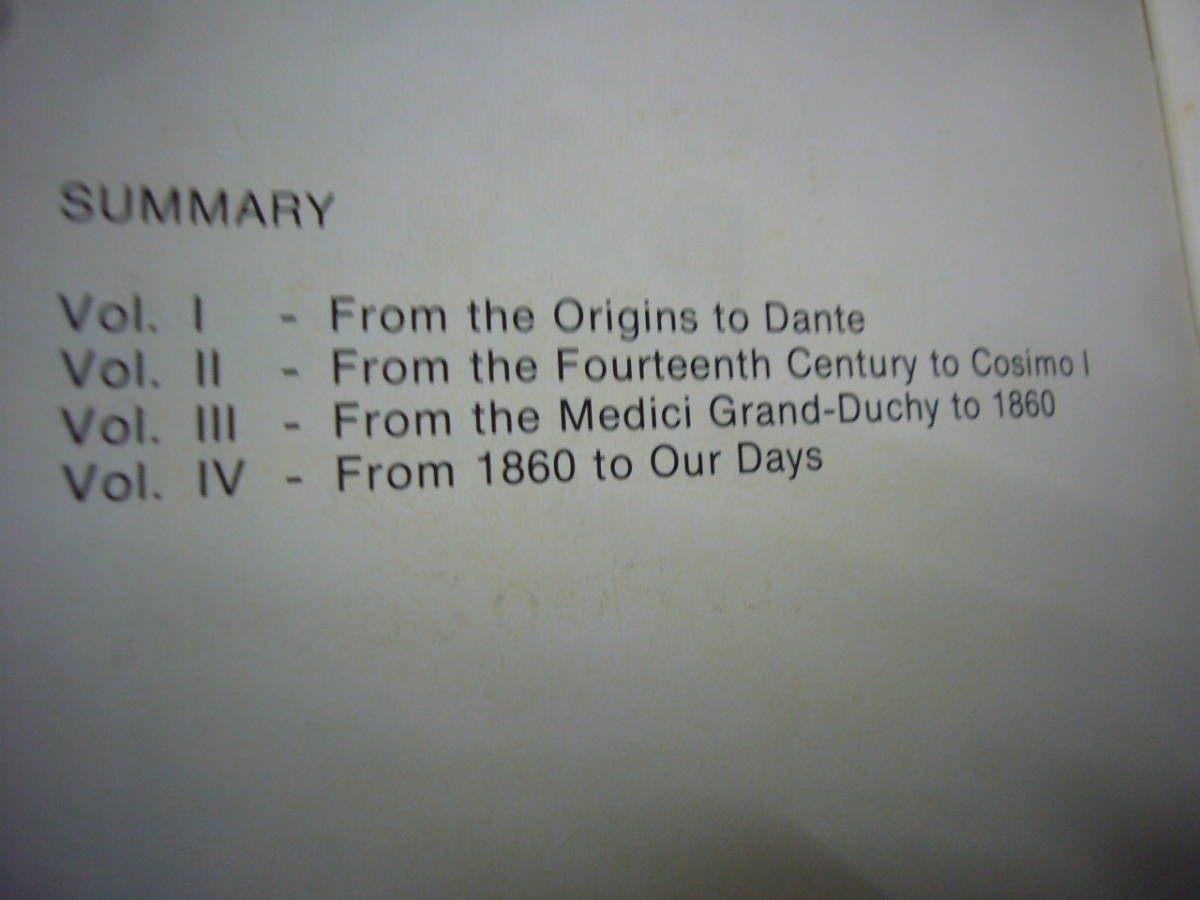 SUMMARY
Vol. I - From the Origins to Dante
Vol. II - From the Fourteenth Century to Cosimo I
Vol. III - From the Medici Grand-Duchy to 1860
Vol. IV - From 1860 to Our Days